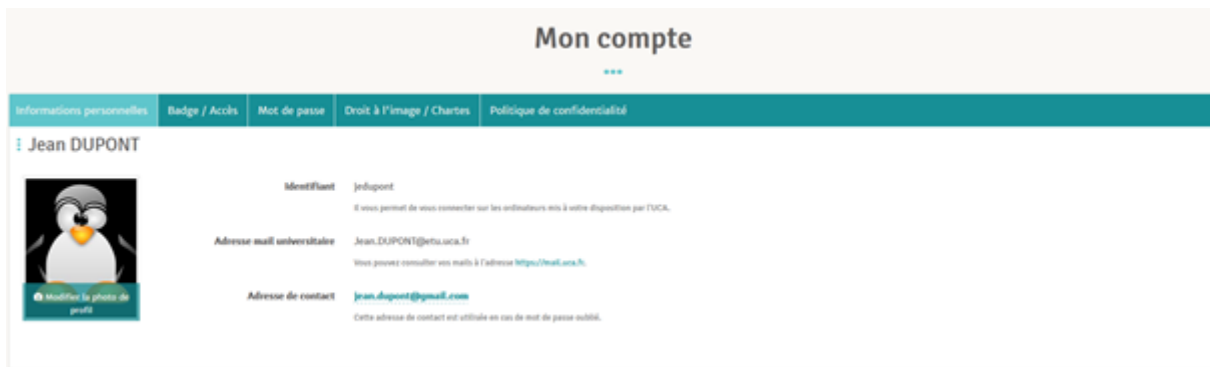 Mon compte
Informations personnelles Badge / Accès Mot de passe Droit à l'image / Chartes Politique de confidentialité
Jean DUPONT
Identifiant jedupont
Il vous permet de vous connecter sur les ordinateurs mis à votre disposition par l'UCA.
Adresse mail universitaire Jean.DUPONT@etu.uca.fr
Vous pouvez consulter vos mails à l'adresse https://mail.uca.fr.
Modifier la photo de
profil
Adresse de contact jean.dupont@gmail.com
Cette adresse de contact est utilisée en cas de mot de passe oublié.